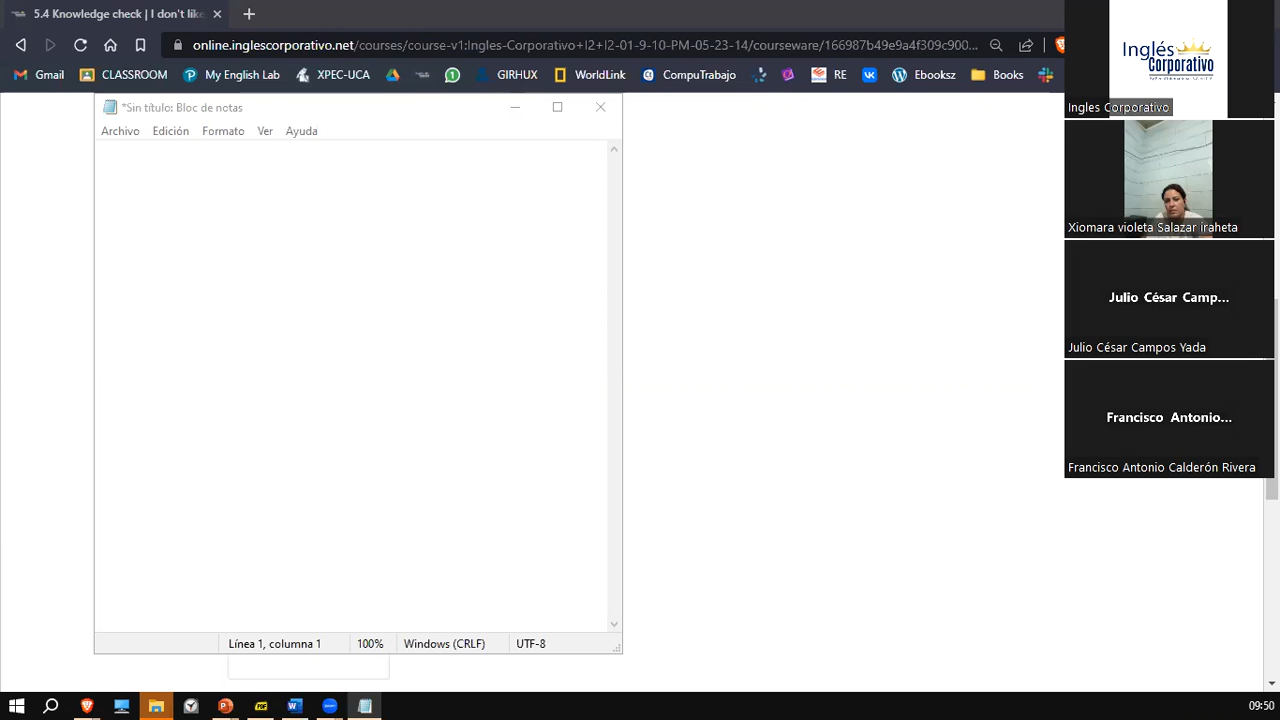 5.4 Knowledge check | I don't like
online.inglescorporativo.net/courses/course-v1:Ingles-Corporativo+I2+I2-01-9-10-PM-05-23-14/courseware/166987b49e9a4f309c900...
Gmail CLASSROOM My English Lab XPEC-UCA GIRHUX WorldLink CompuTrabajo RE Ebooksz Books
*Sin título: Bloc de notas
Archivo Edición Formato Ver Ayuda
Línea 1, columna 1 100% Windows (CRLF) UTF-8
Inglés
Corporativo
Ingles Corporativo
Xiomara violeta Salazar iraheta
Julio César Camp...
Julio César Campos Yada
Francisco Antonio...
Francisco Antonio Calderón Rivera
09:50